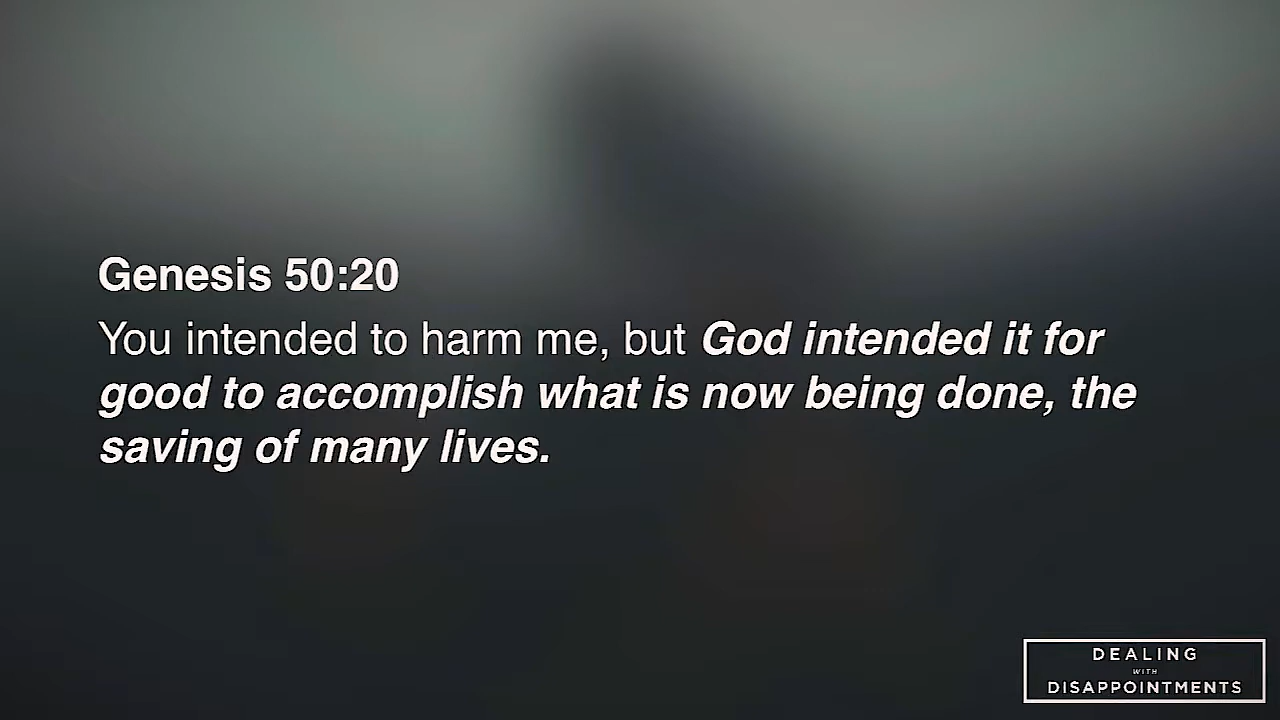 Genesis 50:20
You intended to harm me, but God intended it for
good to accomplish what is now being done, the
saving of many lives.
DEALING
WITH
DISAPPOINTMENTS